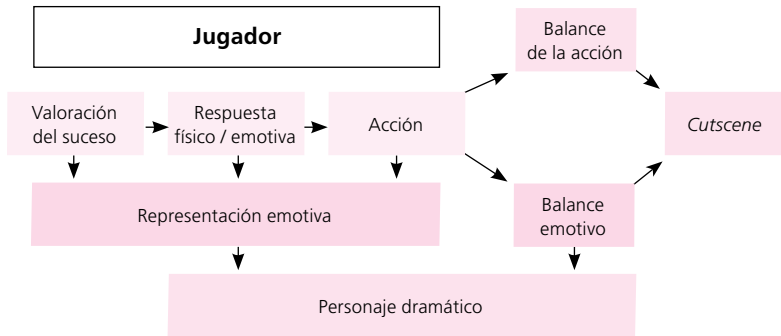 Jugador
Balance
de la acción
Valoración
del suceso
Respuesta
físico / emotiva
Acción
Cutscene
Representación emotiva
Balance
emotivo
Personaje dramático